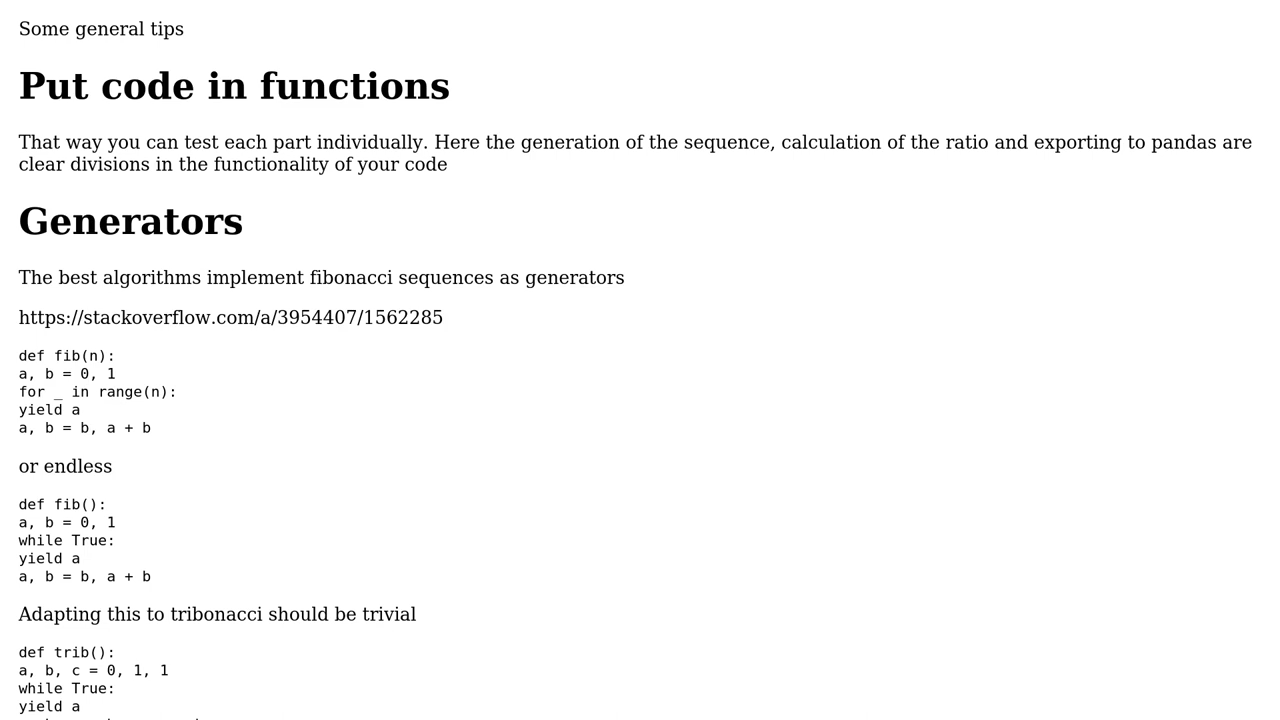 Some general tips
Put code in functions
That way you can test each part individually. Here the generation of the sequence, calculation of the ratio and exporting to pandas are
clear divisions in the functionality of your code
Generators
The best algorithms implement fibonacci sequences as generators
https://stackoverflow.com/a/3954407/1562285
def fib(n):
a, b = 0, 1
for _ in range(n):
yield a
a, b = b, a + b
or endless
def fib():
a, b = 0, 1
while True:
yield a
a, b = b, a + b
Adapting this to tribonacci should be trivial
def trib():
a, b, c = 0, 1, 1
while True:
yield a